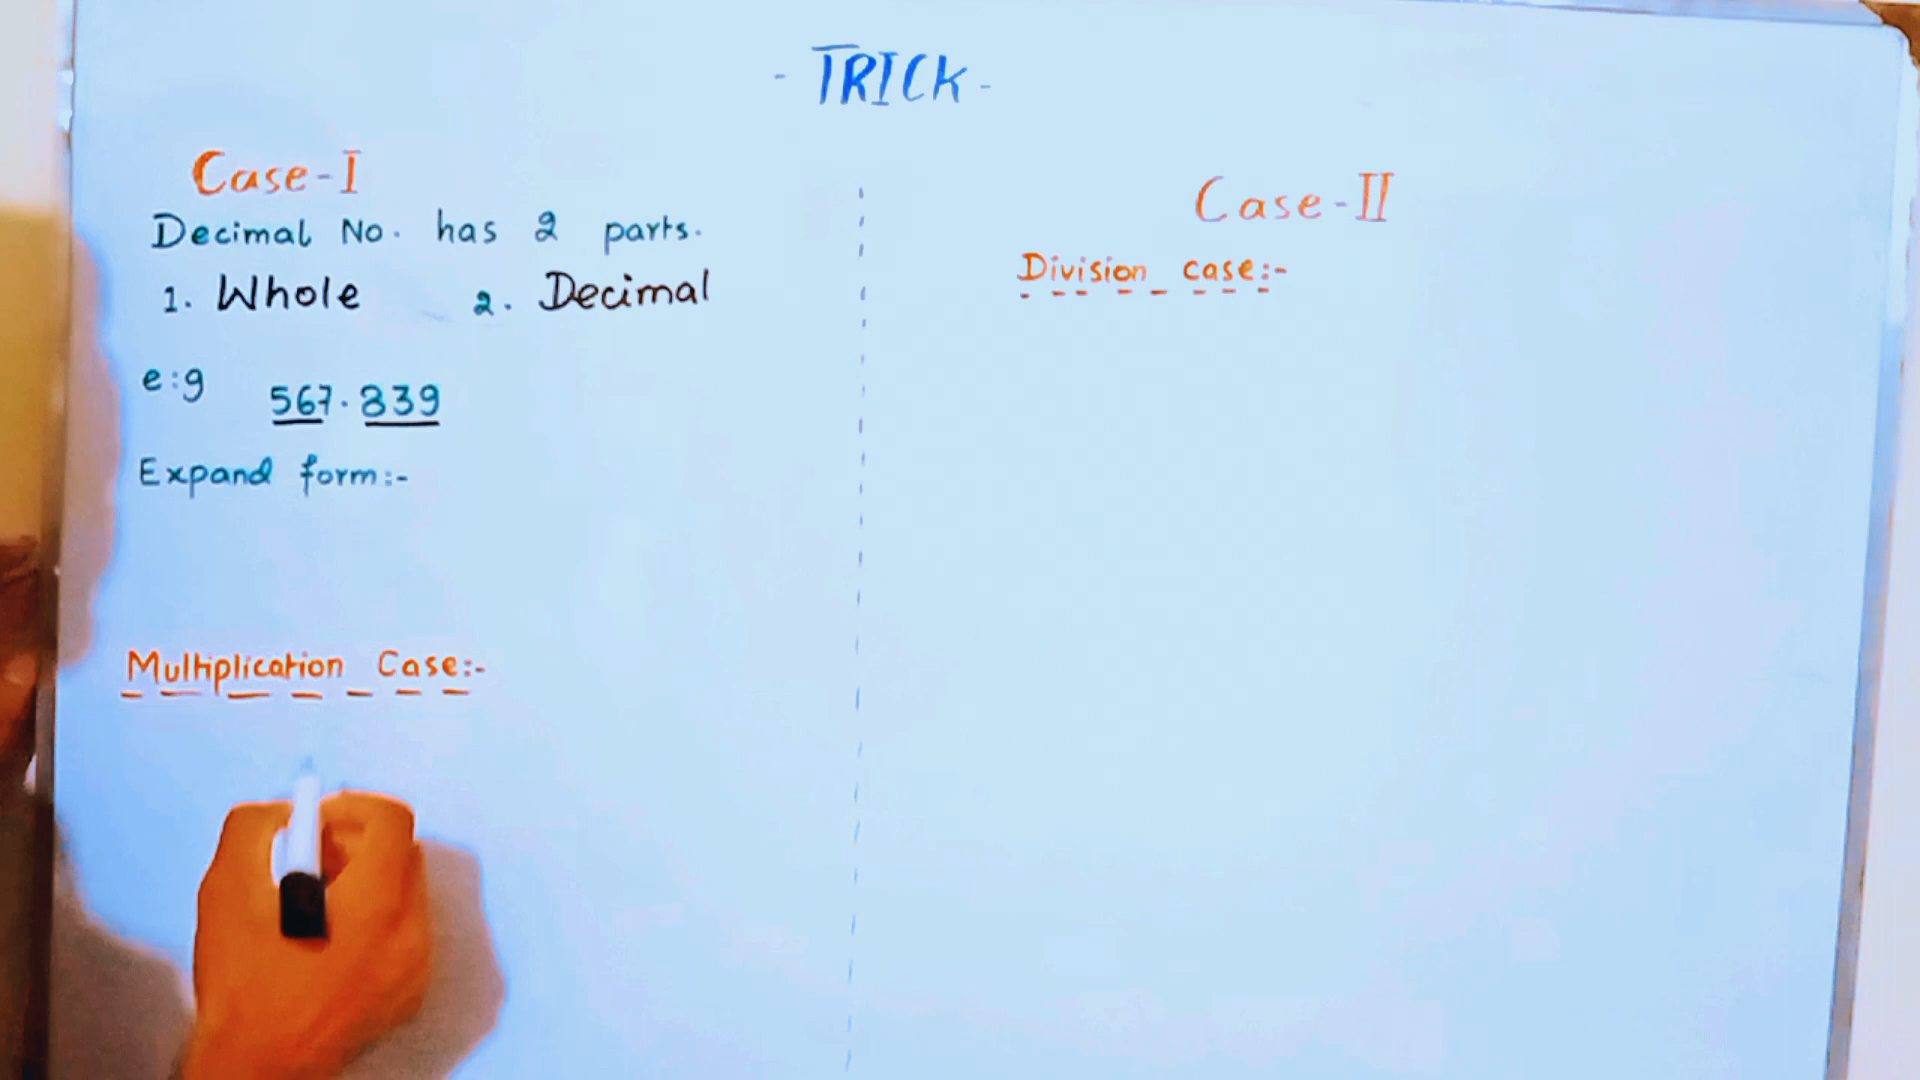 - TRICK -
Case-I
Decimal No. has 2 parts.
1. Whole 2. Decimal
e:g 567.839
Expand form:-
Multiplication Case:-
Case-II
Division case:-